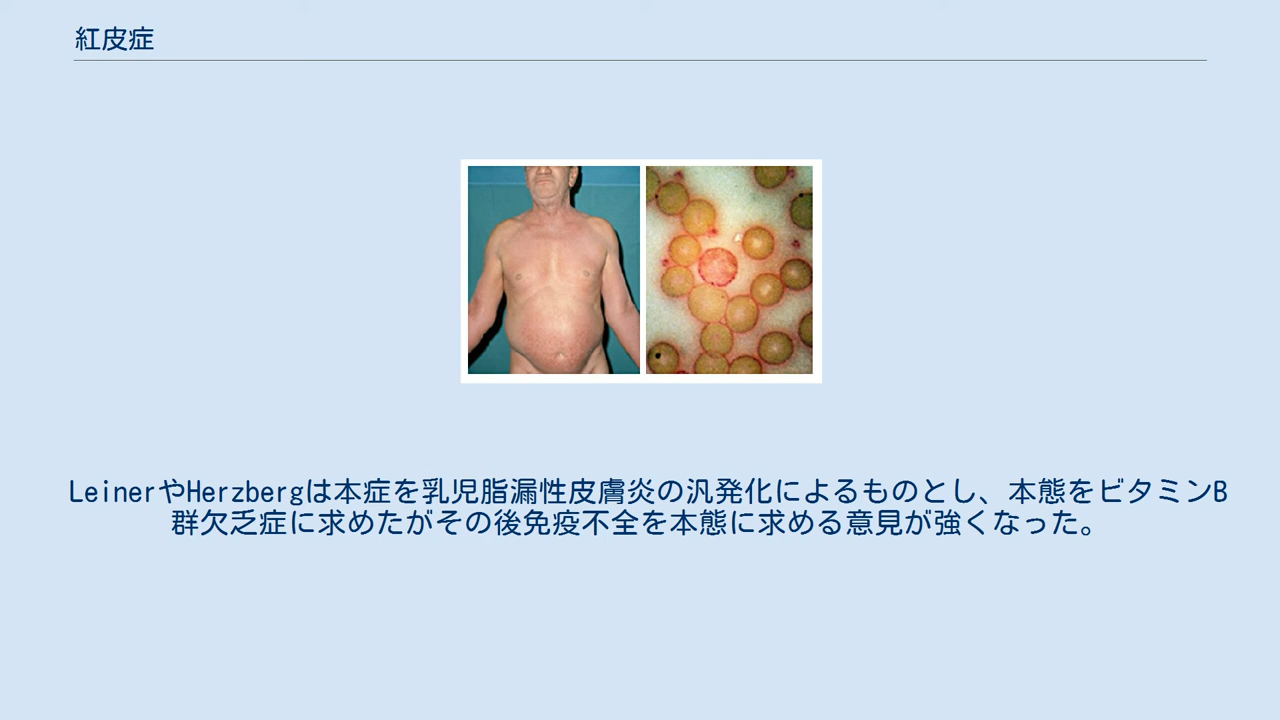 紅皮症
LeinerやHerzbergは本症を乳児脂漏性皮膚炎の汎発化によるものとし、本態をビタミンB
群欠乏症に求めたがその後免疫不全を本態に求める意見が強くなった。